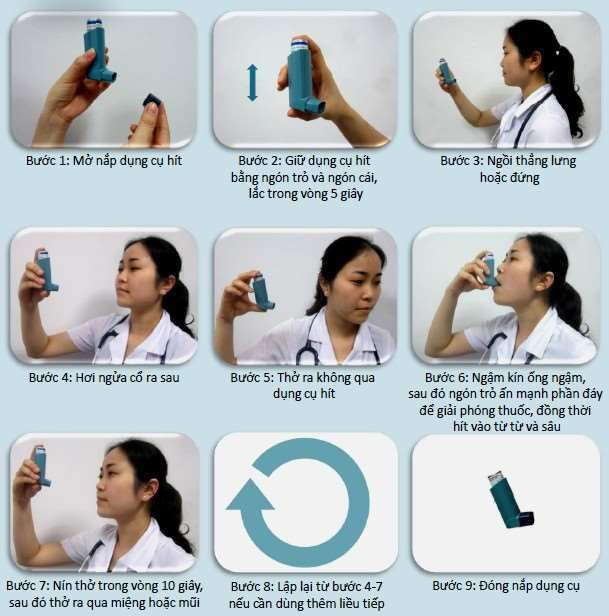 Bước 1: Mở nắp dụng cụ hít
Bước 2: Giữ dụng cụ hít
bằng ngón trỏ và ngón cái,
lắc trong vòng 5 giây
Bước 3: Ngồi thẳng lưng
hoặc đứng
Bước 4: Hơi ngửa cổ ra sau
Bước 5: Thở ra không qua
dụng cụ hít
Bước 6: Ngậm kín ống ngậm,
sau đó ngón trỏ ấn mạnh phần đáy
để giải phóng thuốc, đồng thời
hít vào từ từ và sâu
Bước 7: Nín thở trong vòng 10 giây,
sau đó thở ra qua miệng hoặc mũi
Bước 8: Lập lại từ bước 4-7
nếu cần dùng thêm liều tiếp
Bước 9: Đóng nắp dụng cụ